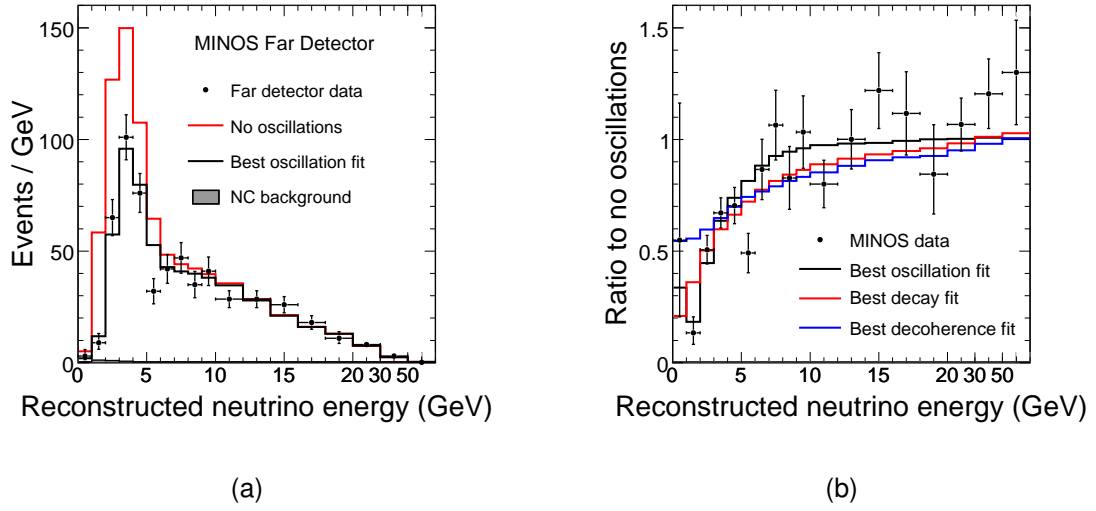 Events / GeV
150
100
50
0
MINOS Far Detector
Far detector data
No oscillations
Best oscillation fit
NC background
0 5 10 15 20 30 50
Reconstructed neutrino energy (GeV)
(a)
Ratio to no oscillations
1.5
1
0.5
0
MINOS data
Best oscillation fit
Best decay fit
Best decoherence fit
0 5 10 15 20 30 50
Reconstructed neutrino energy (GeV)
(b)